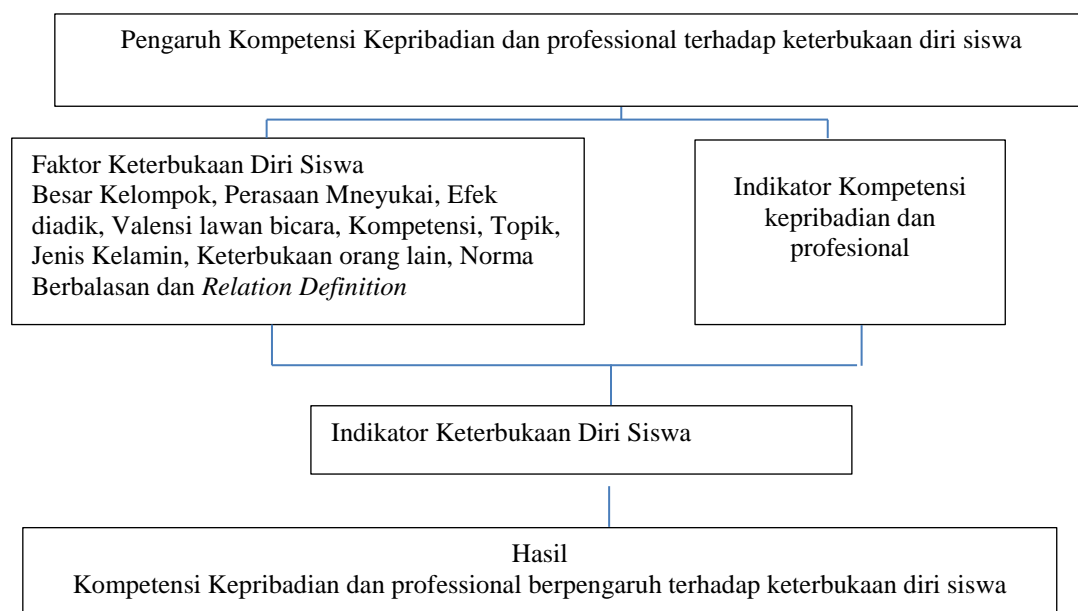 Pengaruh Kompetensi Kepribadian dan professional terhadap keterbukaan diri siswa
Faktor Keterbukaan Diri Siswa
Besar Kelompok, Perasaan Mneyukai, Efek
diadik, Valensi lawan bicara, Kompetensi, Topik,
Jenis Kelamin, Keterbukaan orang lain, Norma
Berbalasan dan Relation Definition
Indikator Kompetensi
kepribadian dan
profesional
Indikator Keterbukaan Diri Siswa
Hasil
Kompetensi Kepribadian dan professional berpengaruh terhadap keterbukaan diri siswa